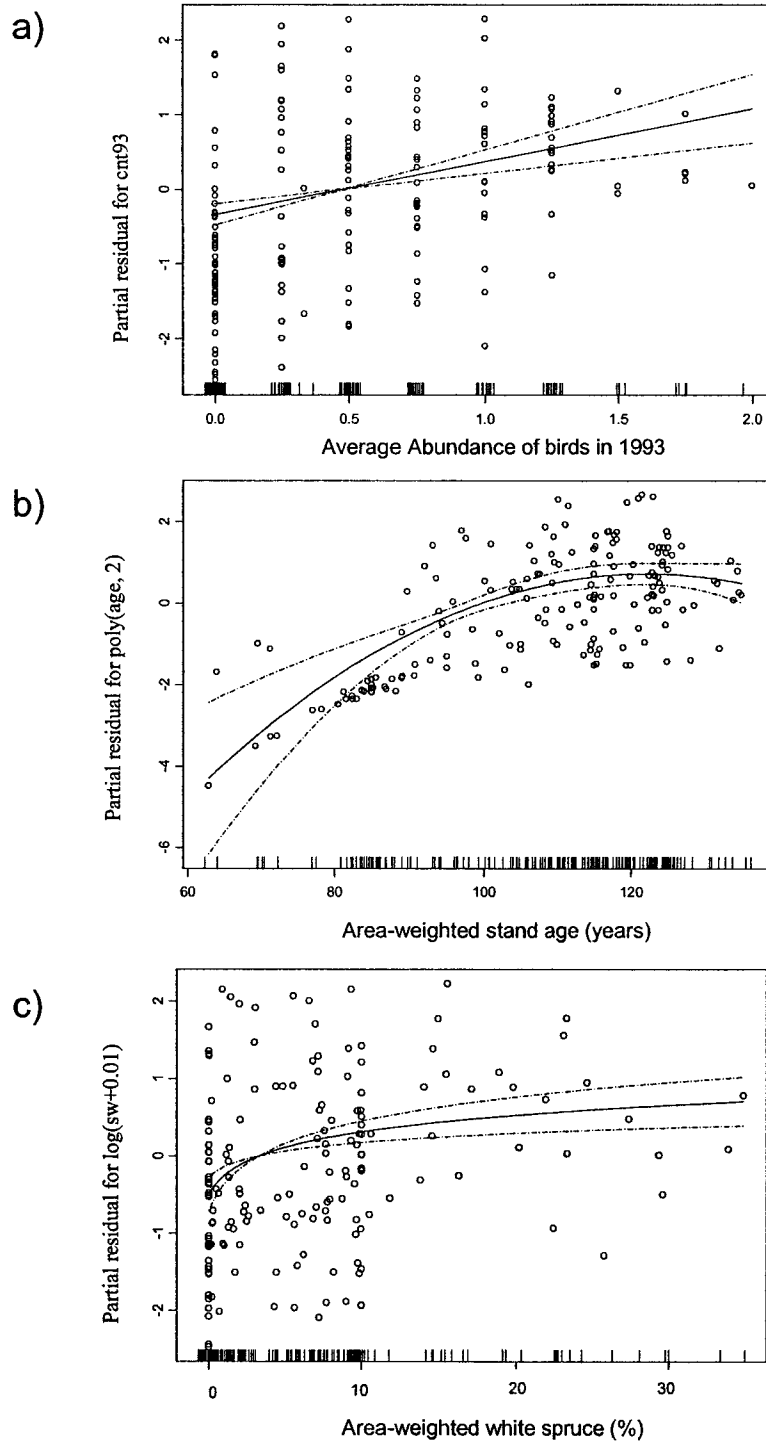 a)
Partial residual for cnt93
2
1
0
-1
-2
0.0 0.5 1.0 1.5 2.0
Average Abundance of birds in 1993
b)
Partial residual for poly(age, 2)
2
0
-2
-4
-6
60 80 100 120
Area-weighted stand age (years)
c)
Partial residual for log(sw+0.01)
2
1
0
-1
-2
0 10 20 30
Area-weighted white spruce (%)